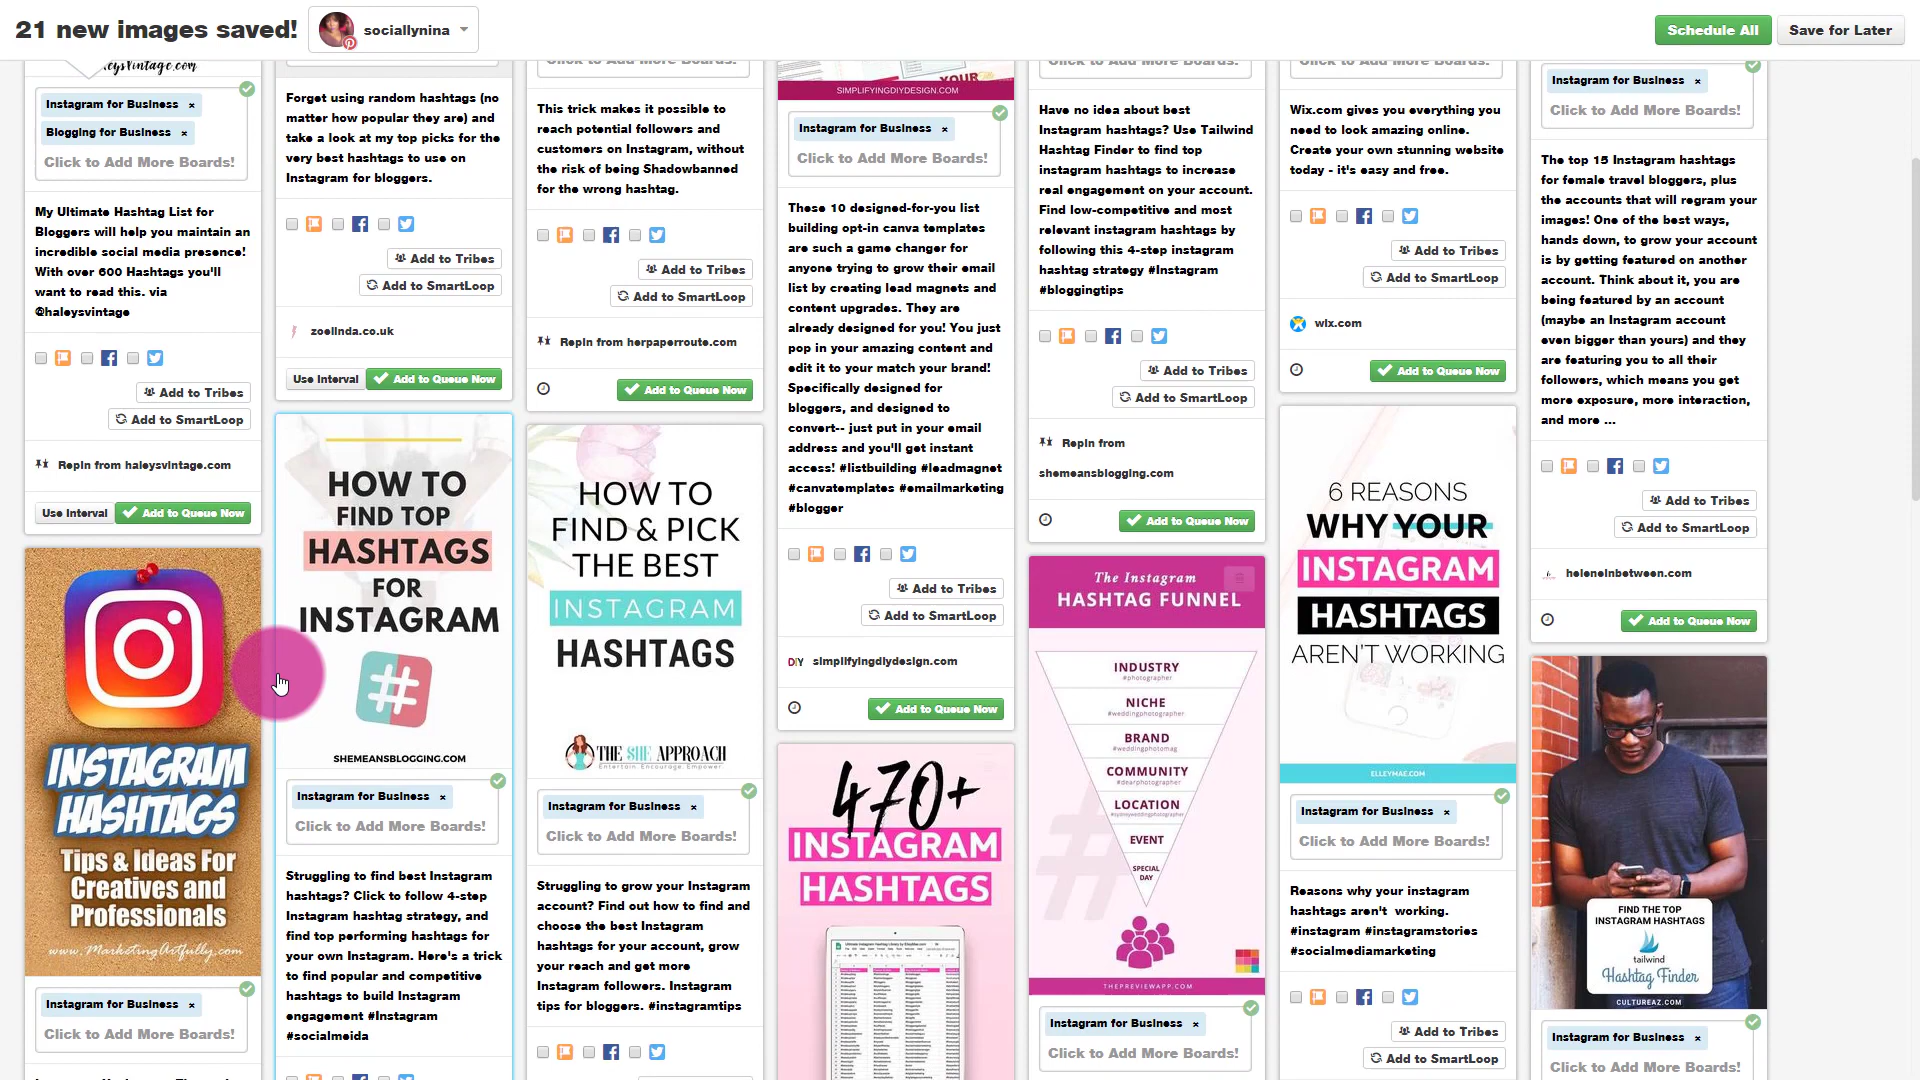 21 new images saved!
sociallynina
Schedule All
Save for Later
Instagram for Business ×
Blogging for Business ×
Click to Add More Boards!
My Ultimate Hashtag List for
Bloggers will help you maintain an
incredible social media presence!
With over 600 Hashtags you'll
want to read this. via
@haleysvintage
Add to Tribes
Add to SmartLoop
Repin from haleysvintage.com
Use Interval
Add to Queue Now
INSTAGRAM
HASHTAGS
Tips & Ideas For
Creatives and
Professionals
www.MarketingArtfully.com
Instagram for Business ×
Click to Add More Boards!
Forget using random hashtags (no
matter how popular they are) and
take a look at my top picks for the
very best hashtags to use on
Instagram for bloggers.
Add to Tribes
Add to SmartLoop
zoelinda.co.uk
Use Interval
Add to Queue Now
HOW TO
FIND TOP
HASHTAGS
FOR
INSTAGRAM
#
SHEMEANSBLOGGING.COM
Instagram for Business ×
Click to Add More Boards!
Struggling to find best Instagram
hashtags? Click to follow 4-step
Instagram hashtag strategy, and
find top performing hashtags for
your own Instagram. Here's a trick
to find popular and competitive
hashtags to build Instagram
engagement #Instagram
#socialmeida
Click to Add More Boards!
This trick makes it possible to
reach potential followers and
customers on Instagram, without
the risk of being Shadowbanned
for the wrong hashtag.
Add to Tribes
Add to SmartLoop
Repin from herpaperroute.com
Add to Queue Now
HOW TO
FIND & PICK
THE BEST
INSTAGRAM
HASHTAGS
THE SHE APPROACH
Entertain Encourage Empower
Instagram for Business ×
Click to Add More Boards!
Struggling to grow your Instagram
account? Find out how to find and
choose the best Instagram
hashtags for your account, grow
your reach and get more
Instagram followers. Instagram
tips for bloggers. #instagramtips
YOUR
SIMPLIFYINGDIYDESIGN.COM
Instagram for Business ×
Click to Add More Boards!
These 10 designed-for-you list
building opt-in canva templates
are such a game changer for
anyone trying to grow their email
list by creating lead magnets and
content upgrades. They are
already designed for you! You just
pop in your amazing content and
edit it to your match your brand!
Specifically designed for
bloggers, and designed to
convert-- just put in your email
address and you'll get instant
access! #listbuilding #leadmagnet
#canvatemplates #emailmarketing
#blogger
Add to Tribes
Add to SmartLoop
DIY simplifyingdiydesign.com
Add to Queue Now
470+
INSTAGRAM
HASHTAGS
Click to Add More Boards!
Have no idea about best
Instagram hashtags? Use Tailwind
Hashtag Finder to find top
instagram hashtags to increase
real engagement on your account.
Find low-competitive and most
relevant instagram hashtags by
following this 4-step instagram
hashtag strategy #Instagram
#bloggingtips
Add to Tribes
Add to SmartLoop
Repin from
shemeansblogging.com
Add to Queue Now
The Instagram
HASHTAG FUNNEL
INDUSTRY
#photographer
NICHE
#weddingphotographer
BRAND
#weddingphotomag
COMMUNITY
#dearphotographer
LOCATION
#sydneyweddingphotographer
EVENT
SPECIAL
DAY
THEPREVIEWAPP.COM
Instagram for Business ×
Click to Add More Boards!
Click to Add More Boards!
Wix.com gives you everything you
need to look amazing online.
Create your own stunning website
today - it's easy and free.
Add to Tribes
Add to SmartLoop
wix.com
Add to Queue Now
6 REASONS
WHY YOUR
INSTAGRAM
HASHTAGS
AREN'T WORKING
ELLEYMAE.COM
Instagram for Business ×
Click to Add More Boards!
Reasons why your instagram
hashtags aren't working.
#instagram #instagramstories
#socialmediamarketing
Add to Tribes
Add to SmartLoop
Instagram for Business ×
Click to Add More Boards!
The top 15 Instagram hashtags
for female travel bloggers, plus
the accounts that will regram your
images! One of the best ways,
hands down, to grow your account
is by getting featured on another
account. Think about it, you are
being featured by an account
(maybe an Instagram account
even bigger than yours) and they
are featuring you to all their
followers, which means you get
more exposure, more interaction,
and more ...
Add to Tribes
Add to SmartLoop
heleneinbetween.com
Add to Queue Now
FIND THE TOP
INSTAGRAM HASHTAGS
tailwind
Hashtag Finder
CULTUREAZ.COM
Instagram for Business ×
Click to Add More Boards!